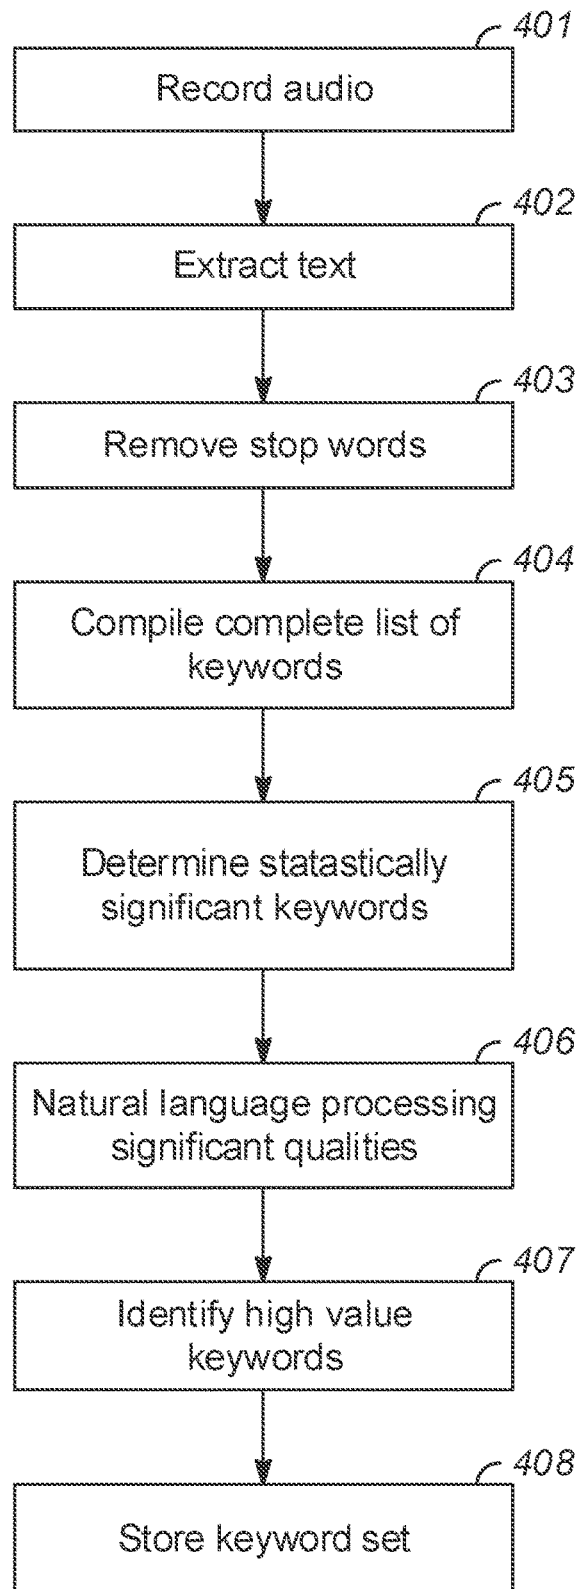 401
Record audio
402
Extract text
403
Remove stop words
404
Compile complete list of
keywords
405
Determine statastically
significant keywords
406
Natural language processing
significant qualities
407
Identify high value
keywords
408
Store keyword set